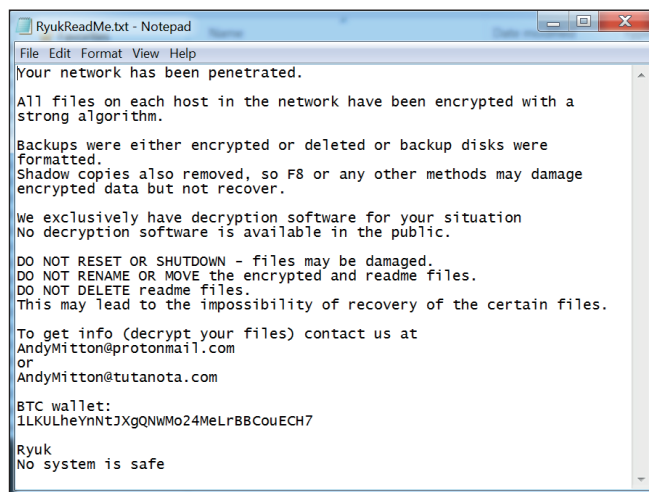 RyukReadMe.txt - Notepad
File Edit Format View Help
Your network has been penetrated.
All files on each host in the network have been encrypted with a
strong algorithm.
Backups were either encrypted or deleted or backup disks were
formatted.
Shadow copies also removed, so F8 or any other methods may damage
encrypted data but not recover.
We exclusively have decryption software for your situation
No decryption software is available in the public.
DO NOT RESET OR SHUTDOWN - files may be damaged.
DO NOT RENAME OR MOVE the encrypted and readme files.
DO NOT DELETE readme files.
This may lead to the impossibility of recovery of the certain files.
To get info (decrypt your files) contact us at
AndyMitton@protonmail.com
or
AndyMitton@tutanota.com
BTC wallet:
1LKULheYnNtJXgQNWMo24MeLrBBCouECH7
Ryuk
No system is safe